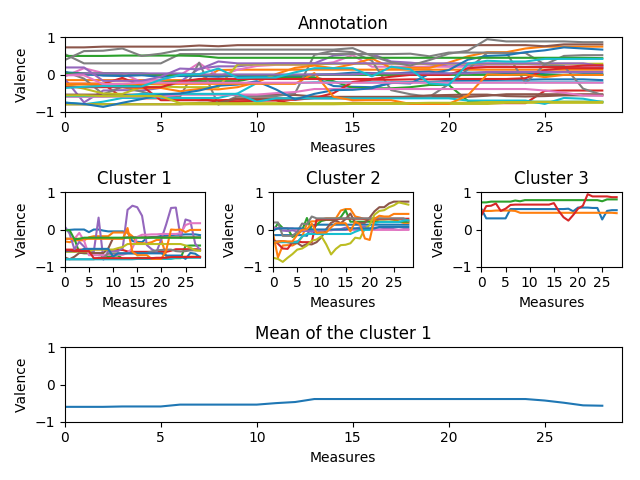 Annotation
Valence
1
0
−1
0 5 10 15 20 25
Measures
Cluster 1 Cluster 2 Cluster 3
Valence Valence Valence
1 1 1
0 0 0
−1 −1 −1
0 5 10 15 20 25 0 5 10 15 20 25 0 5 10 15 20 25
Measures Measures Measures
Mean of the cluster 1
Valence
1
0
−1
0 5 10 15 20 25
Measures